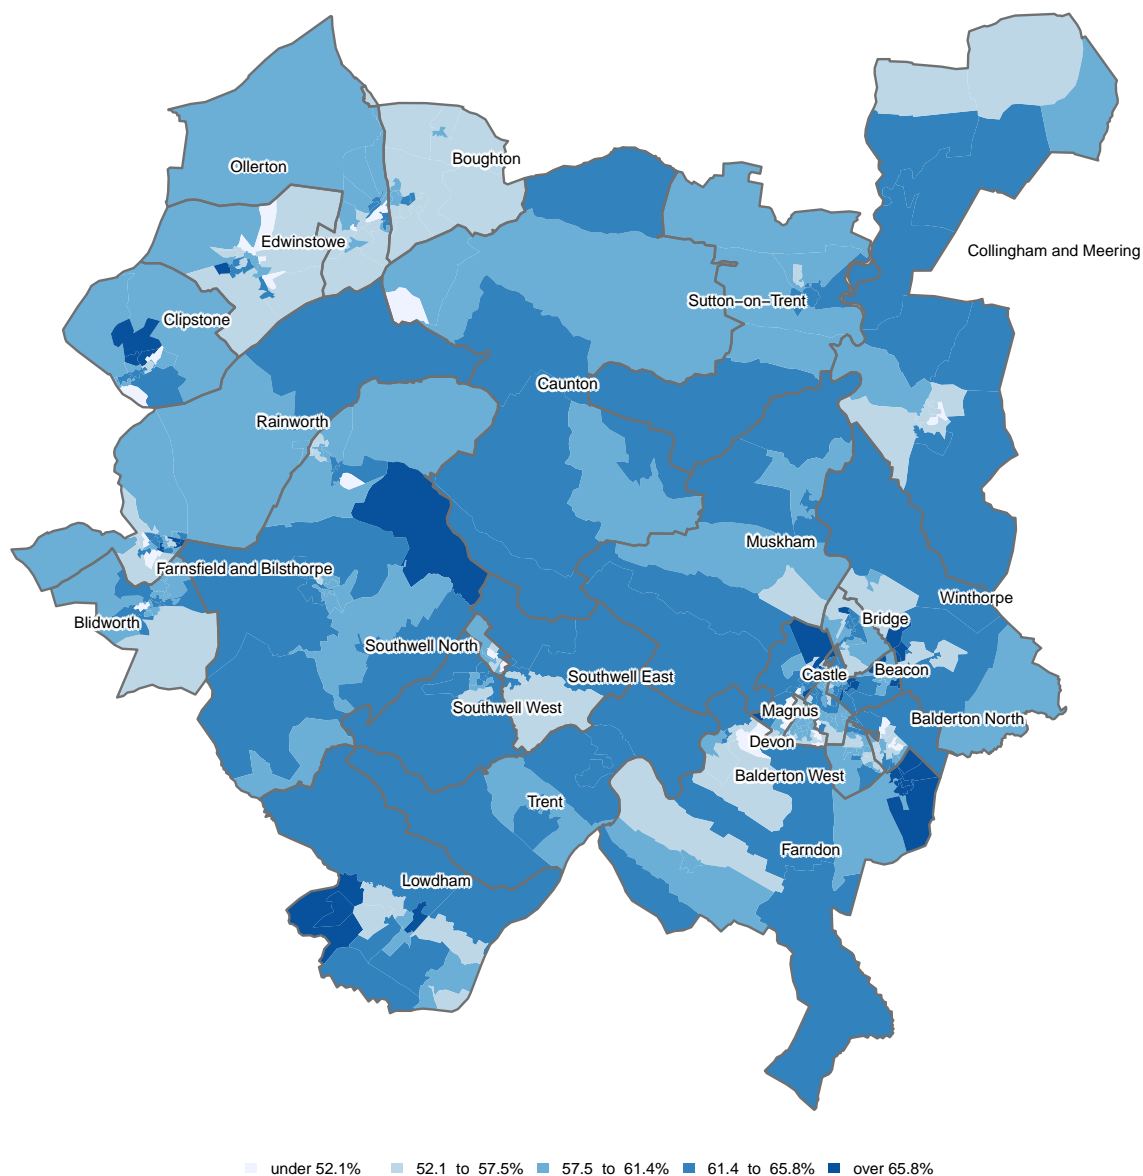 Boughton
Ollerton
Edwinstowe
Collingham and Meering
Sutton−on−Trent
Clipstone
Caunton
Rainworth
Muskham
Farnsfield and Bilsthorpe
Winthorpe
Blidworth
Bridge
Southwell North
Castle
Beacon
Southwell East
Southwell West
Magnus
Balderton North
Devon
Balderton West
Trent
Farndon
Lowdham
under 52.1% 52.1 to 57.5% 57.5 to 61.4% 61.4 to 65.8% over 65.8%